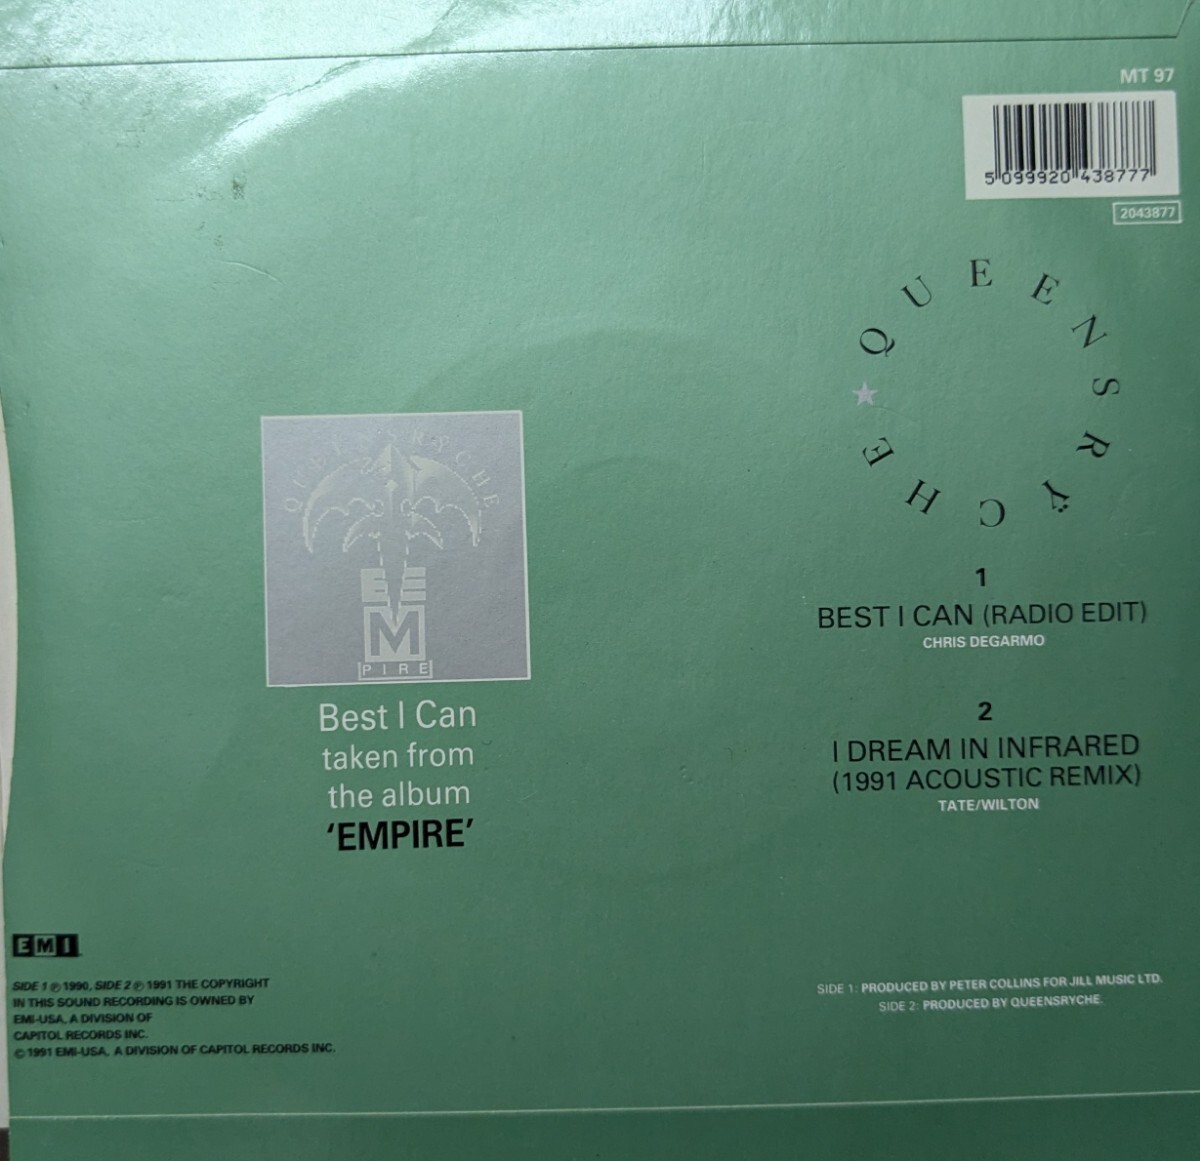 MT 97
5 099920 438777
2043877
QUEENSRŸCHE
QUEENSRYCHE
EMPIRE
Best I Can
taken from
the album
‘EMPIRE’
1
BEST I CAN (RADIO EDIT)
CHRIS DEGARMO
2
I DREAM IN INFRARED
(1991 ACOUSTIC REMIX)
TATE/WILTON
EMI
SIDE 1 ℗ 1990, SIDE 2 ℗ 1991 THE COPYRIGHT
IN THIS SOUND RECORDING IS OWNED BY
EMI-USA, A DIVISION OF
CAPITOL RECORDS INC.
© 1991 EMI-USA, A DIVISION OF CAPITOL RECORDS INC.
SIDE 1: PRODUCED BY PETER COLLINS FOR JILL MUSIC LTD.
SIDE 2: PRODUCED BY QUEENSRYCHE.